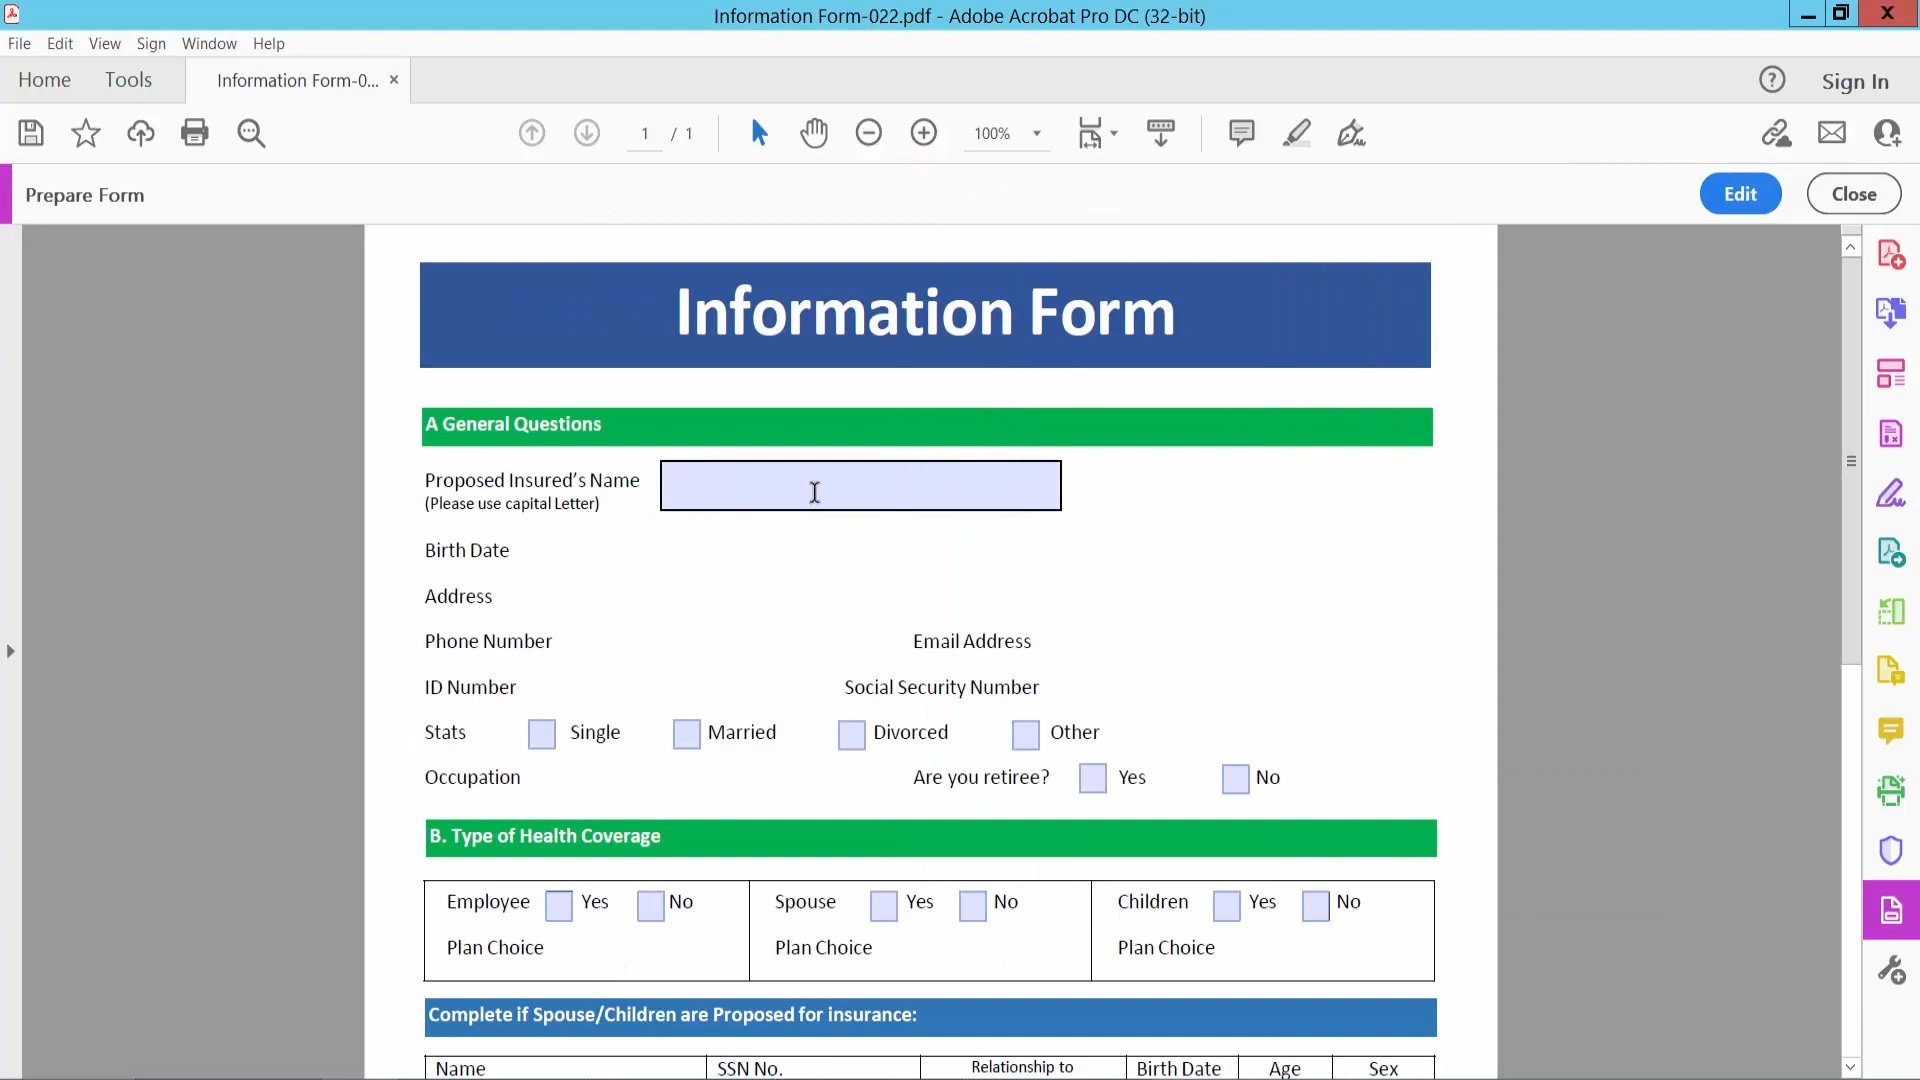 Information Form-022.pdf - Adobe Acrobat Pro DC (32-bit)
File Edit View Sign Window Help
Home Tools Information Form-0... × Sign In
1 / 1 100%
Prepare Form Edit Close
Information Form
A General Questions
Proposed Insured’s Name
(Please use capital Letter)
Birth Date
Address
Phone Number Email Address
ID Number Social Security Number
Stats Single Married Divorced Other
Occupation Are you retiree? Yes No
B. Type of Health Coverage
Employee Yes No Spouse Yes No Children Yes No
Plan Choice Plan Choice Plan Choice
Complete if Spouse/Children are Proposed for insurance:
Name SSN No. Relationship to Birth Date Age Sex